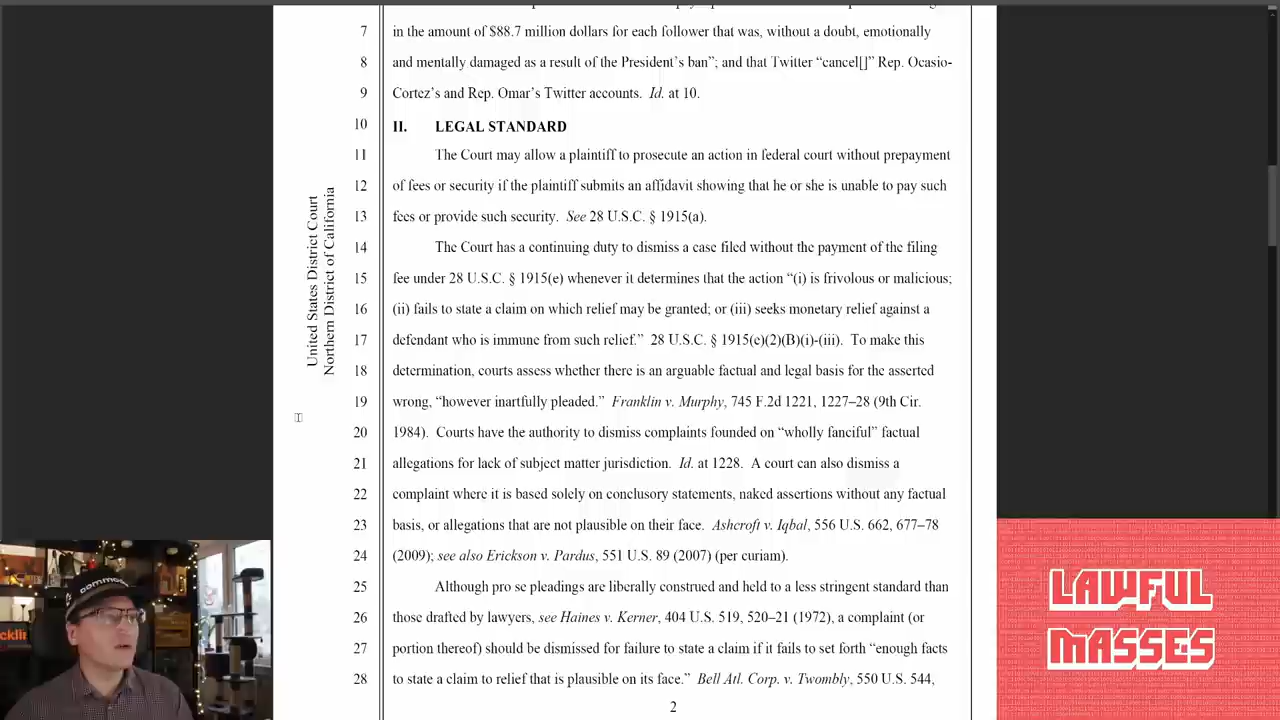 7 in the amount of $88.7 million dollars for each follower that was, without a doubt, emotionally
8 and mentally damaged as a result of the President’s ban”; and that Twitter “cancel[]” Rep. Ocasio-
9 Cortez’s and Rep. Omar’s Twitter accounts. Id. at 10.
10 II. LEGAL STANDARD
11 The Court may allow a plaintiff to prosecute an action in federal court without prepayment
12 of fees or security if the plaintiff submits an affidavit showing that he or she is unable to pay such
13 fees or provide such security. See 28 U.S.C. § 1915(a).
14 The Court has a continuing duty to dismiss a case filed without the payment of the filing
15 fee under 28 U.S.C. § 1915(e) whenever it determines that the action “(i) is frivolous or malicious;
16 (ii) fails to state a claim on which relief may be granted; or (iii) seeks monetary relief against a
17 defendant who is immune from such relief.” 28 U.S.C. § 1915(e)(2)(B)(i)-(iii). To make this
18 determination, courts assess whether there is an arguable factual and legal basis for the asserted
19 wrong, “however inartfully pleaded.” Franklin v. Murphy, 745 F.2d 1221, 1227–28 (9th Cir.
20 1984). Courts have the authority to dismiss complaints founded on “wholly fanciful” factual
21 allegations for lack of subject matter jurisdiction. Id. at 1228. A court can also dismiss a
22 complaint where it is based solely on conclusory statements, naked assertions without any factual
23 basis, or allegations that are not plausible on their face. Ashcroft v. Iqbal, 556 U.S. 662, 677–78
24 (2009); see also Erickson v. Pardus, 551 U.S. 89 (2007) (per curiam).
25 Although pro se pleadings are liberally construed and held to a less stringent standard than
26 those drafted by lawyers, see Haines v. Kerner, 404 U.S. 519, 520–21 (1972), a complaint (or
27 portion thereof) should be dismissed for failure to state a claim if it fails to set forth “enough facts
28 to state a claim to relief that is plausible on its face.” Bell Atl. Corp. v. Twombly, 550 U.S. 544,
2
United States District Court
Northern District of California
LAWFUL
MASSES